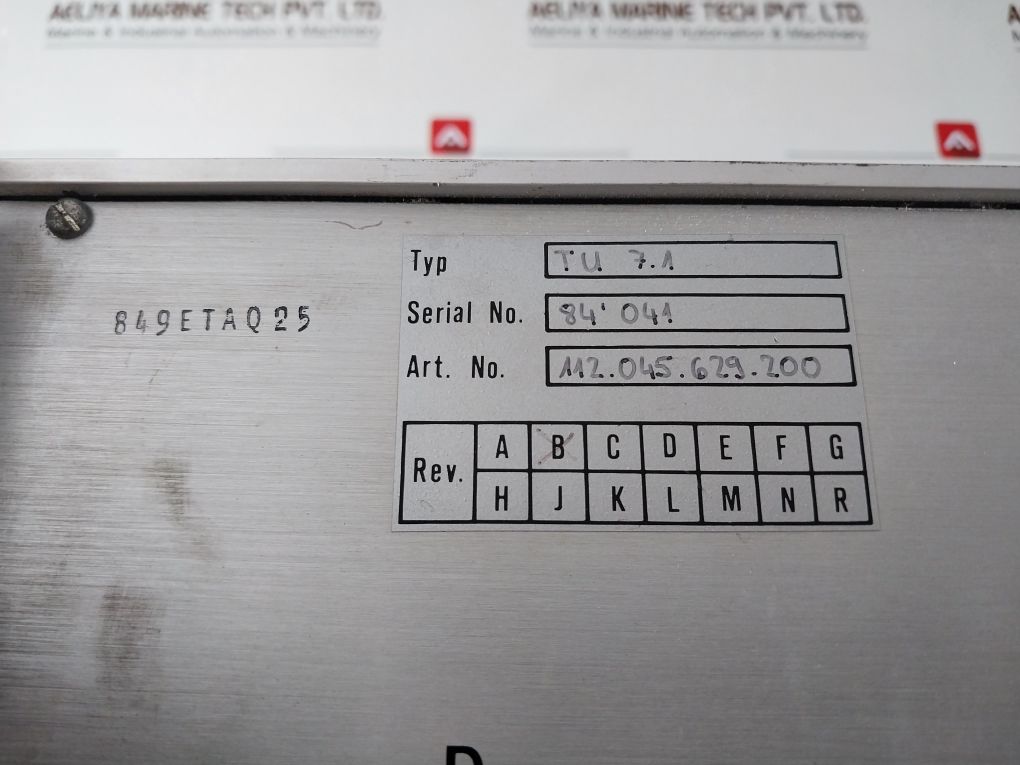 AELIYA MARINE TECH PVT. LTD.
Marine & Industrial Automation & Machinery
AELIYA MARINE TECH PVT. LTD.
Marine & Industrial Automation & Machinery
Typ TU 7.1
Serial No. 84'041
849ETAQ25
Art. No. 112.045.629.200
Rev. A B C D E F G
H J K L M N R